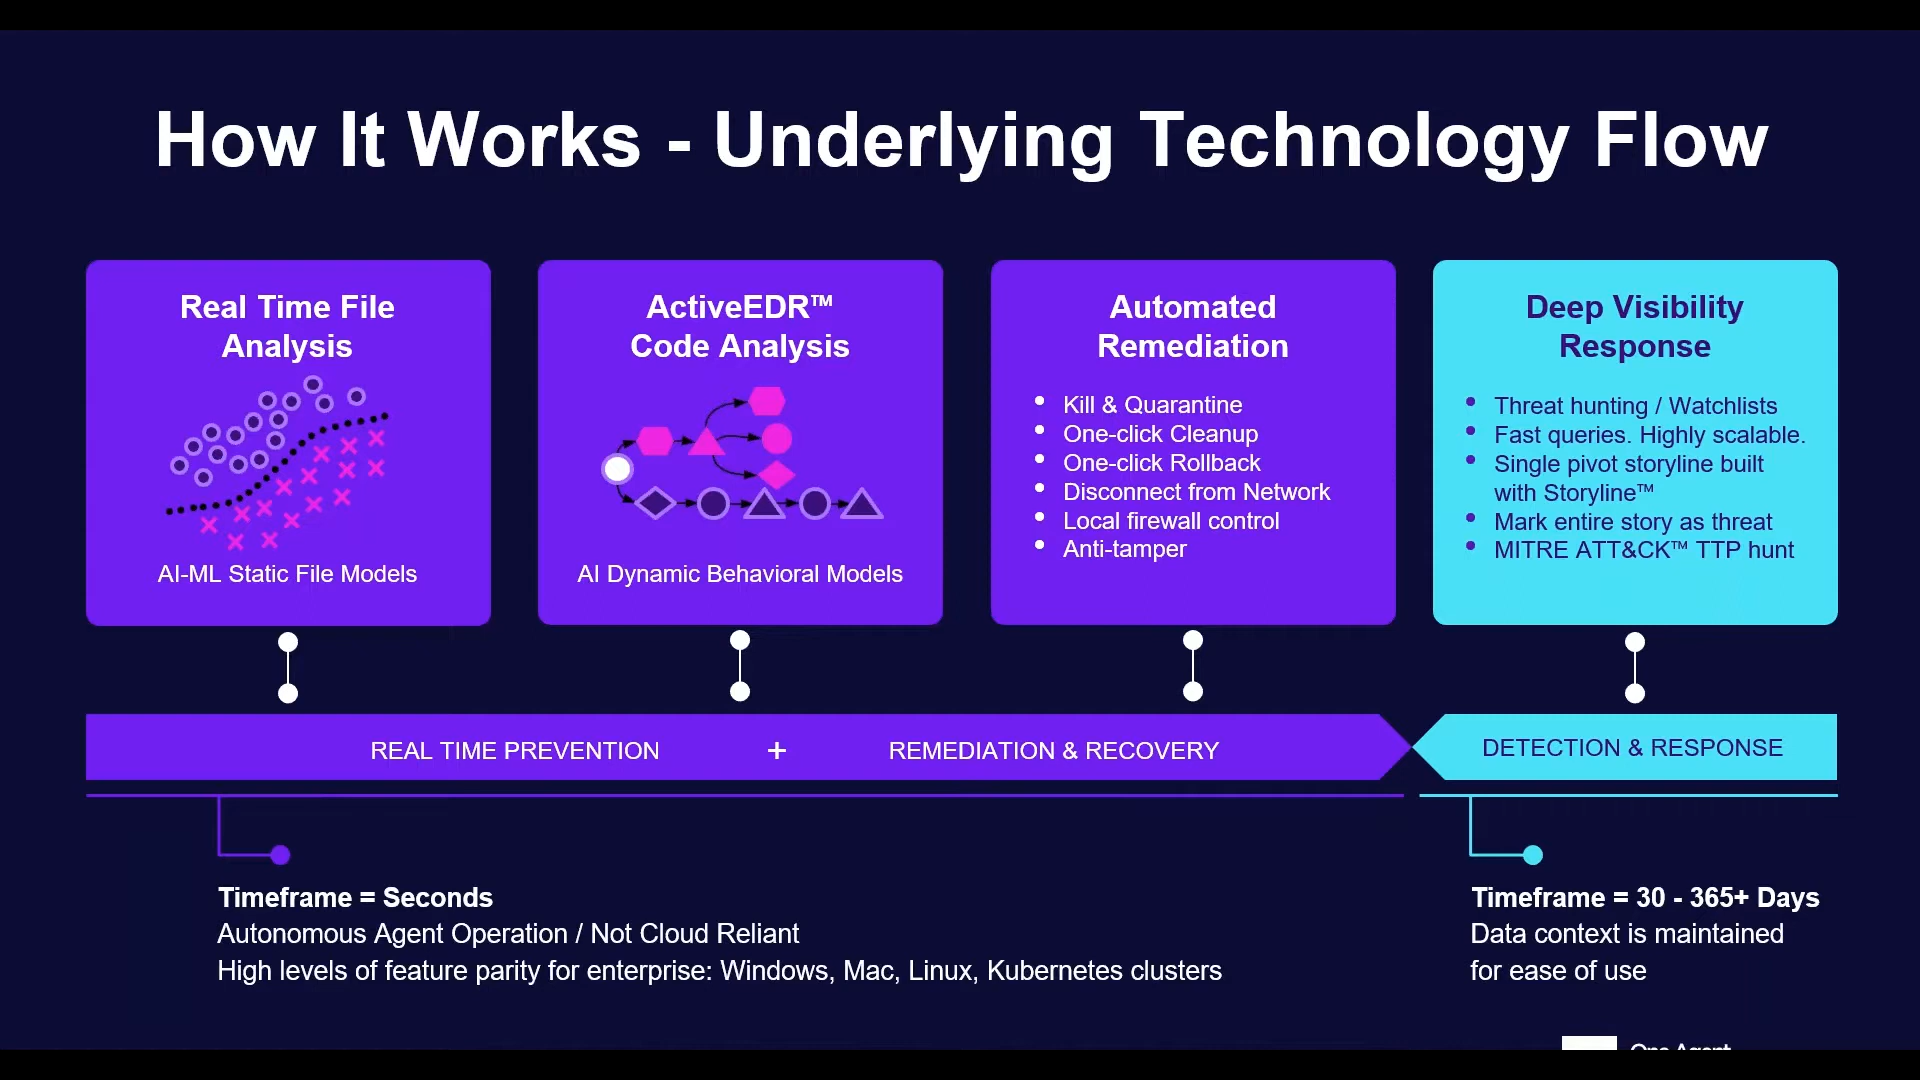 How It Works - Underlying Technology Flow
Real Time File
Analysis
AI-ML Static File Models
ActiveEDR™
Code Analysis
AI Dynamic Behavioral Models
Automated
Remediation
• Kill & Quarantine
• One-click Cleanup
• One-click Rollback
• Disconnect from Network
• Local firewall control
• Anti-tamper
Deep Visibility
Response
• Threat hunting / Watchlists
• Fast queries. Highly scalable.
• Single pivot storyline built
with Storyline™
• Mark entire story as threat
• MITRE ATT&CK™ TTP hunt
REAL TIME PREVENTION + REMEDIATION & RECOVERY
DETECTION & RESPONSE
Timeframe = Seconds
Autonomous Agent Operation / Not Cloud Reliant
High levels of feature parity for enterprise: Windows, Mac, Linux, Kubernetes clusters
Timeframe = 30 - 365+ Days
Data context is maintained
for ease of use
One Agent